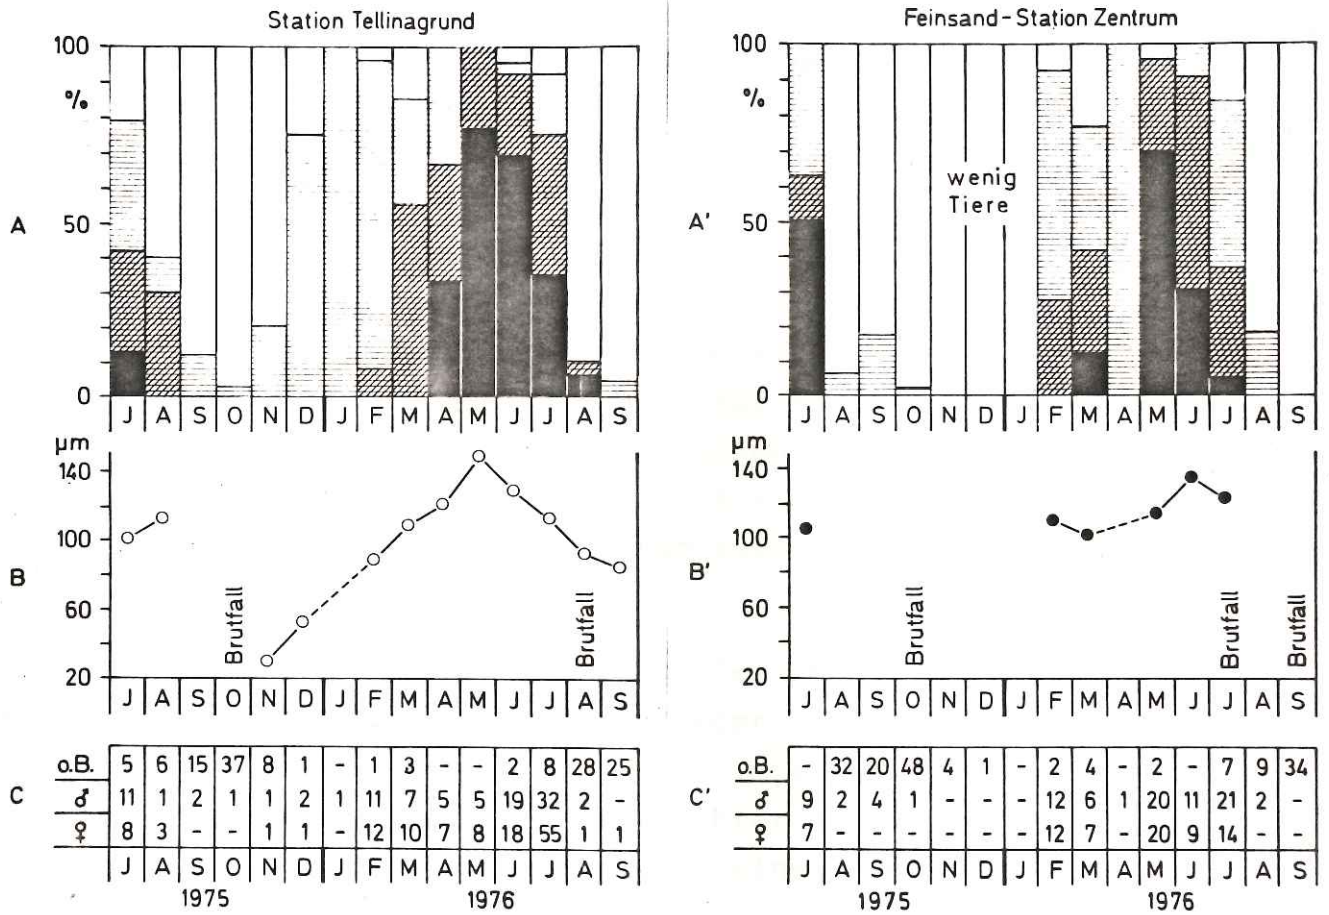 Station Tellinagrund
100
%
A
50
0
J A S O N D J F M A M J J A S
µm
140
100
B
60
20
Brutfall
Brutfall
J A S O N D J F M A M J J A S
C
o.B. 5 6 15 37 8 1 - 1 3 - - 2 8 28 25
♂ 11 1 2 1 1 2 1 11 7 5 5 19 32 2 -
♀ 8 3 - - 1 1 - 12 10 7 8 18 55 1 1
J A S O N D J F M A M J J A S
1975 1976
Feinsand-Station Zentrum
100
%
A'
50
0
wenig
Tiere
J A S O N D J F M A M J J A S
µm
140
100
B'
60
20
Brutfall
Brutfall
Brutfall
J A S O N D J F M A M J J A S
C'
o.B. - 32 20 48 4 1 - 2 4 - 2 - 7 9 34
♂ 9 2 4 1 - - - 12 6 1 20 11 21 2 -
♀ 7 - - - - - - 12 7 - 20 9 14 - -
J A S O N D J F M A M J J A S
1975 1976